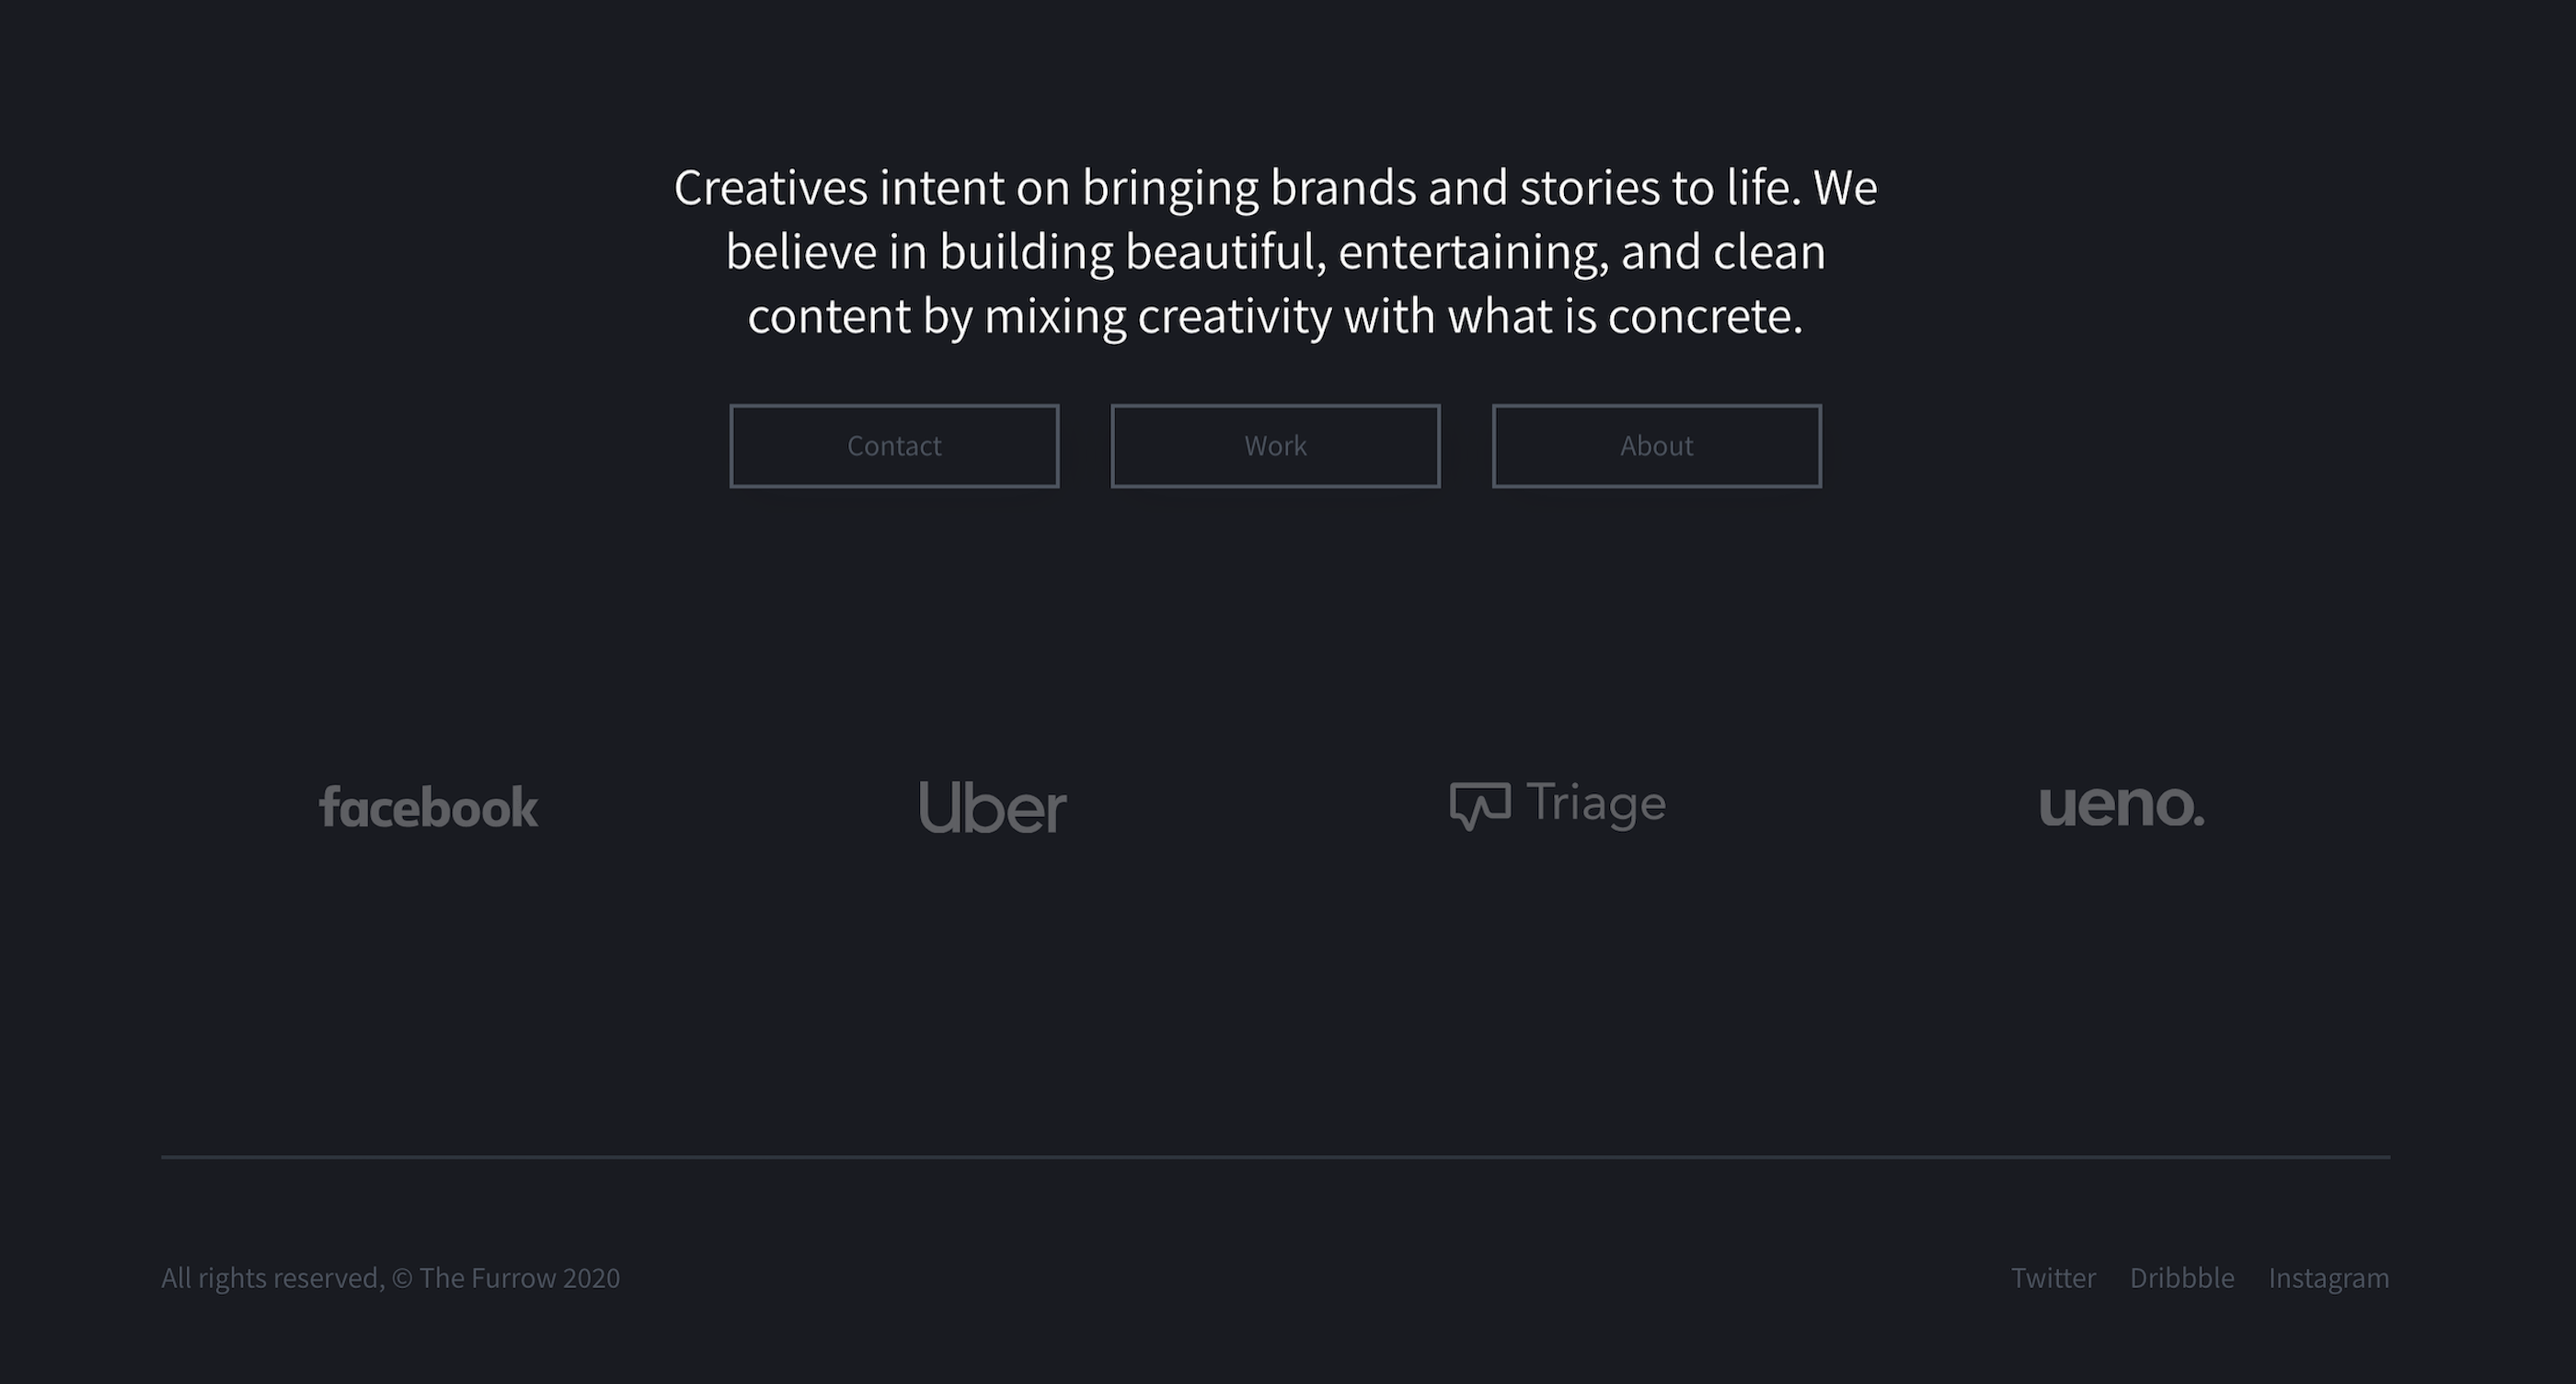 Creatives intent on bringing brands and stories to life. We
believe in building beautiful, entertaining, and clean
content by mixing creativity with what is concrete.
Contact
Work
About
facebook
Uber
Triage
ueno.
All rights reserved, © The Furrow 2020
Twitter
Dribbble
Instagram